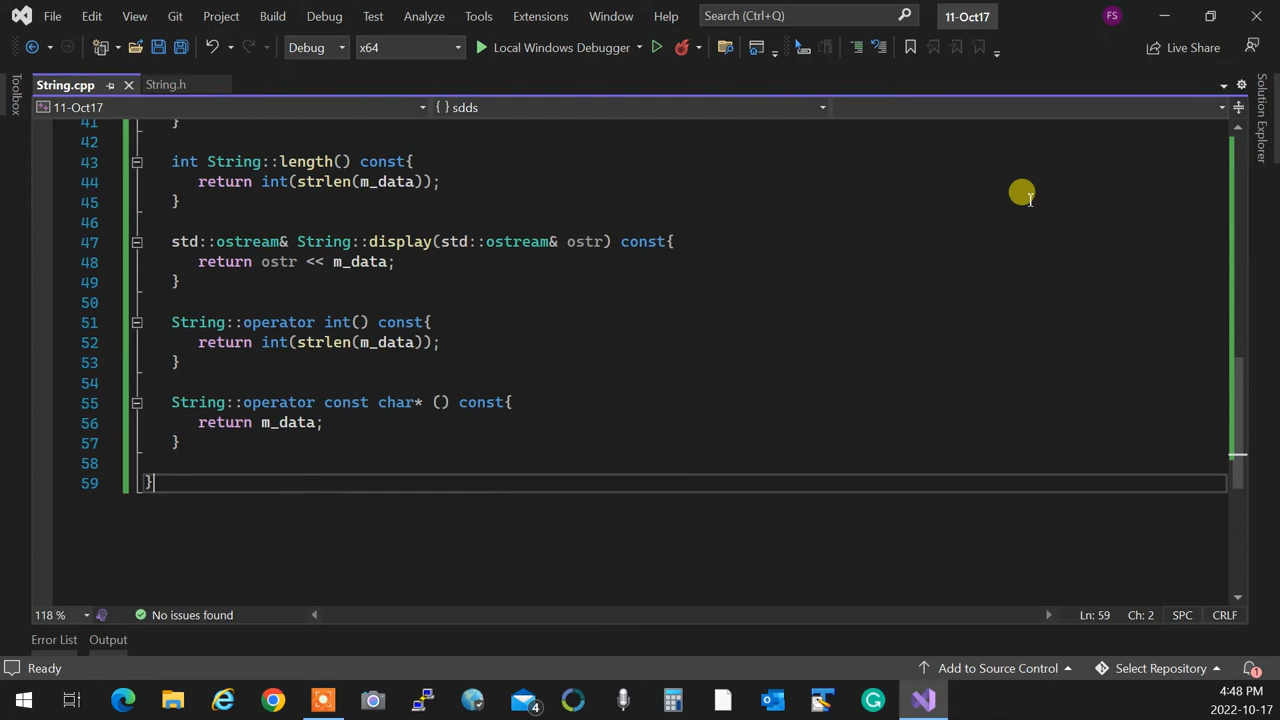 File Edit View Git Project Build Debug Test Analyze Tools Extensions Window Help Search (Ctrl+Q) 11-Oct17 FS
Debug x64 Local Windows Debugger Live Share
String.cpp String.h
11-Oct17 { } sdds
41 }
42
43 int String::length() const{
44 return int(strlen(m_data));
45 }
46
47 std::ostream& String::display(std::ostream& ostr) const{
48 return ostr << m_data;
49 }
50
51 String::operator int() const{
52 return int(strlen(m_data));
53 }
54
55 String::operator const char* () const{
56 return m_data;
57 }
58
59 }
Toolbox
Solution Explorer
118 % No issues found Ln: 59 Ch: 2 SPC CRLF
Error List Output
Ready Add to Source Control Select Repository 1
4
4:48 PM
2022-10-17